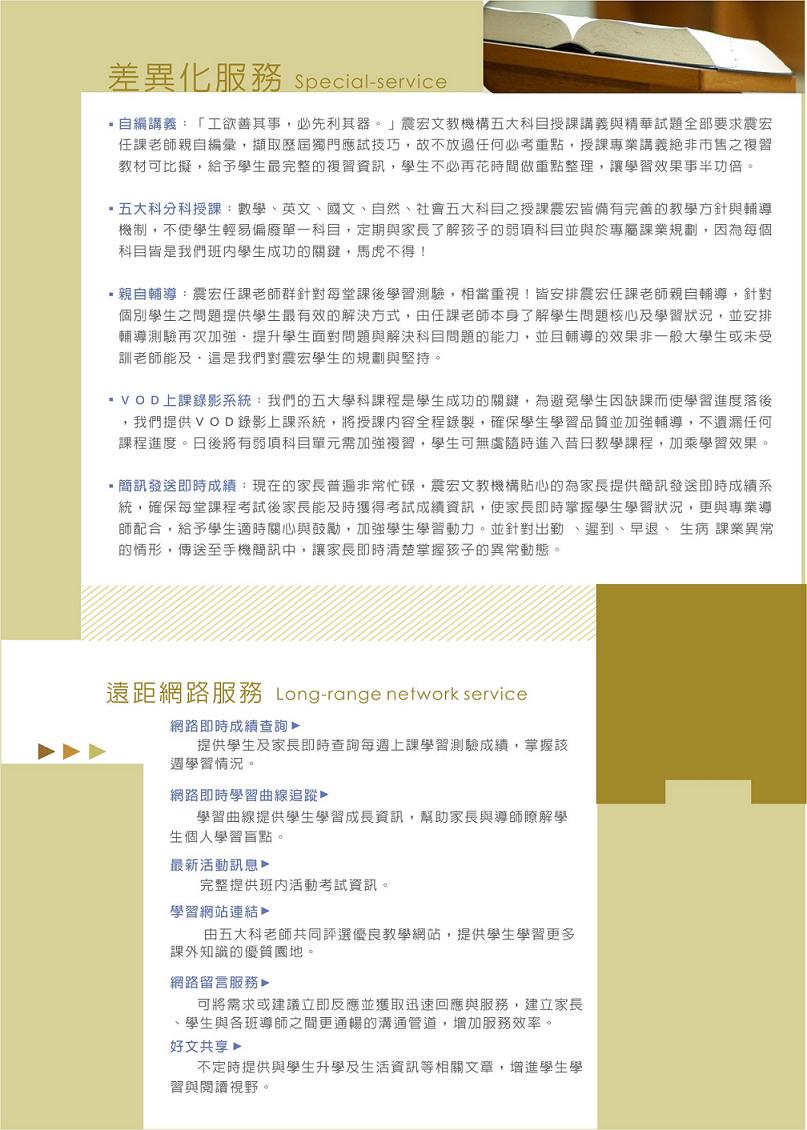 差異化服務 Special-service
▪自編講義：「工欲善其事，必先利其器。」震宏文教機構五大科目授課講義與精華試題全部要求震宏
任課老師親自編彙，擷取歷屆獨門應試技巧，故不放過任何必考重點，授課專業講義絕非市售之複習
教材可比擬，給予學生最完整的複習資訊，學生不必再花時間做重點整理，讓學習效果事半功倍。
▪五大科分科授課：數學、英文、國文、自然、社會五大科目之授課震宏皆備有完善的教學方針與輔導
機制，不使學生輕易偏廢單一科目，定期與家長了解孩子的弱項科目並與於專屬課業規劃，因為每個
科目皆是我們班內學生成功的關鍵，馬虎不得！
▪親自輔導：震宏任課老師群針對每堂課後學習測驗，相當重視！皆安排震宏任課老師親自輔導，針對
個別學生之問題提供學生最有效的解決方式，由任課老師本身了解學生問題核心及學習狀況，並安排
輔導測驗再次加強．提升學生面對問題與解決科目問題的能力，並且輔導的效果非一般大學生或未受
訓老師能及．這是我們對震宏學生的規劃與堅持。
▪ＶＯＤ上課錄影系統：我們的五大學科課程是學生成功的關鍵，為避免學生因缺課而使學習進度落後
，我們提供ＶＯＤ錄影上課系統，將授課內容全程錄製，確保學生學習品質並加強輔導，不遺漏任何
課程進度。日後將有弱項科目單元需加強複習，學生可無虞隨時進入昔日教學課程，加乘學習效果。
▪簡訊發送即時成績：現在的家長普遍非常忙碌，震宏文教機構貼心的為家長提供簡訊發送即時成績系
統，確保每堂課程考試後家長能及時獲得考試成績資訊，使家長即時掌握學生學習狀況，更與專業導
師配合，給予學生適時關心與鼓勵，加強學生學習動力。並針對出勤 、遲到、早退、 生病 課業異常
的情形，傳送至手機簡訊中，讓家長即時清楚掌握孩子的異常動態。
遠距網路服務 Long-range network service
網路即時成績查詢▶
提供學生及家長即時查詢每週上課學習測驗成績，掌握該
週學習情況。
網路即時學習曲線追蹤▶
學習曲線提供學生學習成長資訊，幫助家長與導師瞭解學
生個人學習盲點。
最新活動訊息▶
完整提供班內活動考試資訊。
學習網站連結▶
由五大科老師共同評選優良教學網站，提供學生學習更多
課外知識的優質園地。
網路留言服務▶
可將需求或建議立即反應並獲取迅速回應與服務，建立家長
、學生與各班導師之間更通暢的溝通管道，增加服務效率。
好文共享▶
不定時提供與學生升學及生活資訊等相關文章，增進學生學
習與閱讀視野。